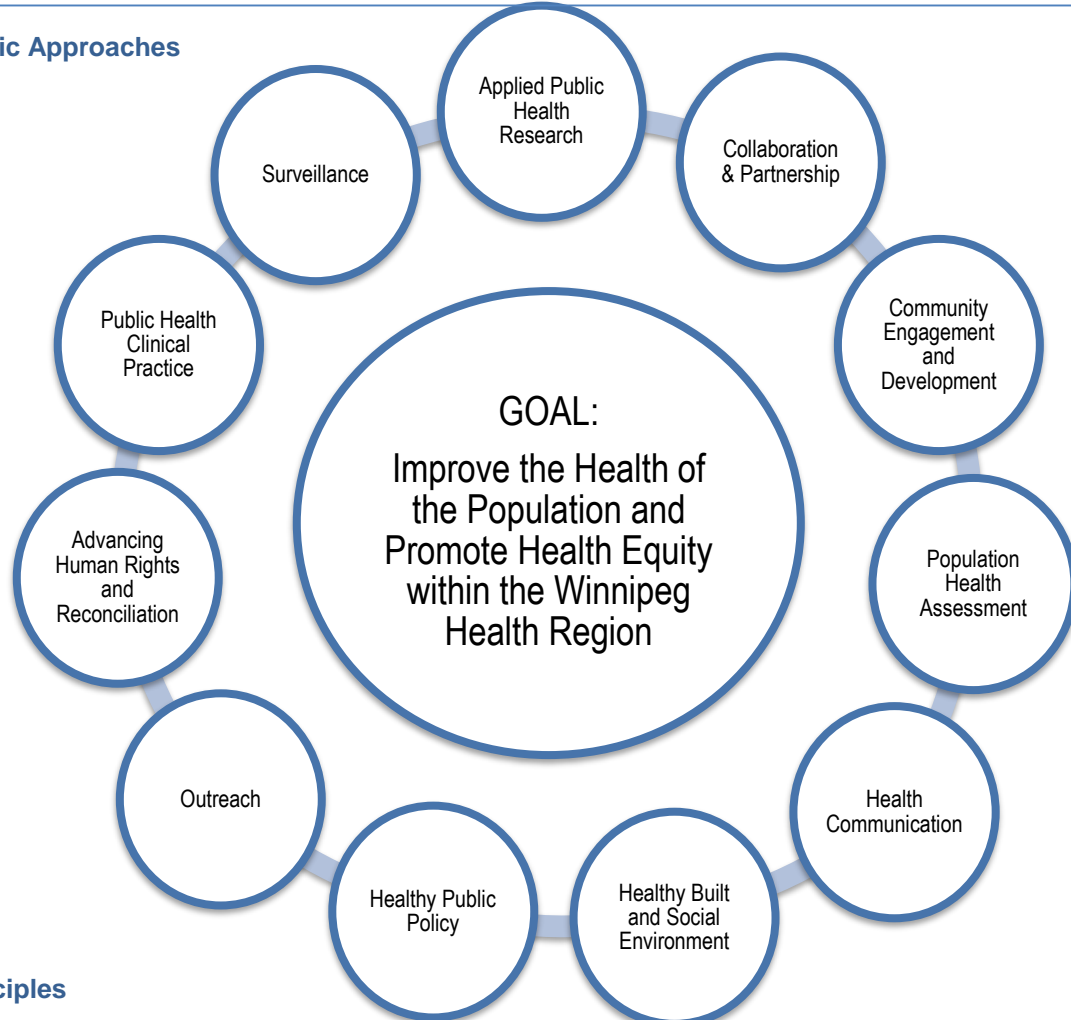 ic Approaches
Applied Public
Health
Research
Collaboration
& Partnership
Community
Engagement
and
Development
Population
Health
Assessment
Health
Communication
Healthy Built
and Social
Environment
Healthy Public
Policy
Outreach
Advancing
Human Rights
and
Reconciliation
Public Health
Clinical
Practice
Surveillance
GOAL:
Improve the Health of
the Population and
Promote Health Equity
within the Winnipeg
Health Region
ciples